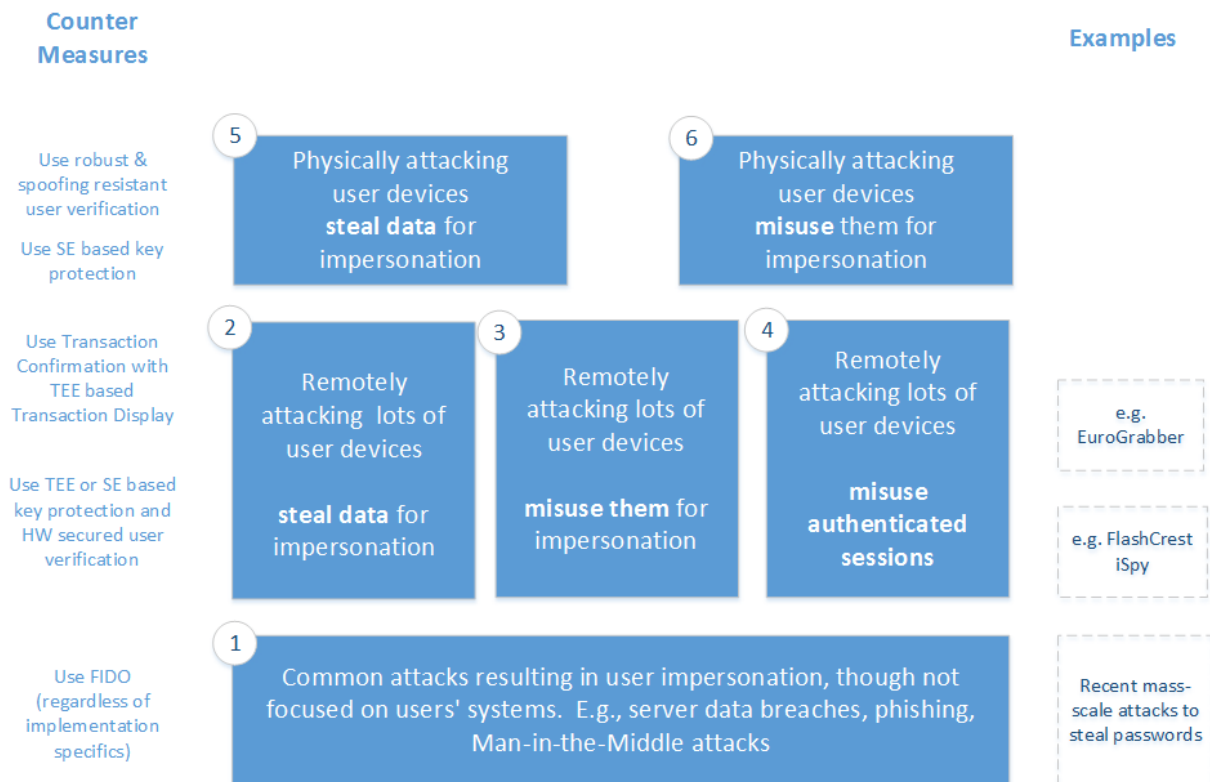 Counter
Measures
Examples
Use robust &
spoofing resistant
user verification
Use SE based key
protection
5
Physically attacking
user devices
steal data for
impersonation
6
Physically attacking
user devices
misuse them for
impersonation
Use Transaction
Confirmation with
TEE based
Transaction Display
Use TEE or SE based
key protection and
HW secured user
verification
2
Remotely
attacking lots of
user devices
steal data for
impersonation
3
Remotely
attacking lots of
user devices
misuse them for
impersonation
4
Remotely
attacking lots of
user devices
misuse
authenticated
sessions
e.g.
EuroGrabber
e.g. FlashCrest
iSpy
Use FIDO
(regardless of
implementation
specifics)
1
Common attacks resulting in user impersonation, though not
focused on users' systems. E.g., server data breaches, phishing,
Man-in-the-Middle attacks
Recent mass-
scale attacks to
steal passwords